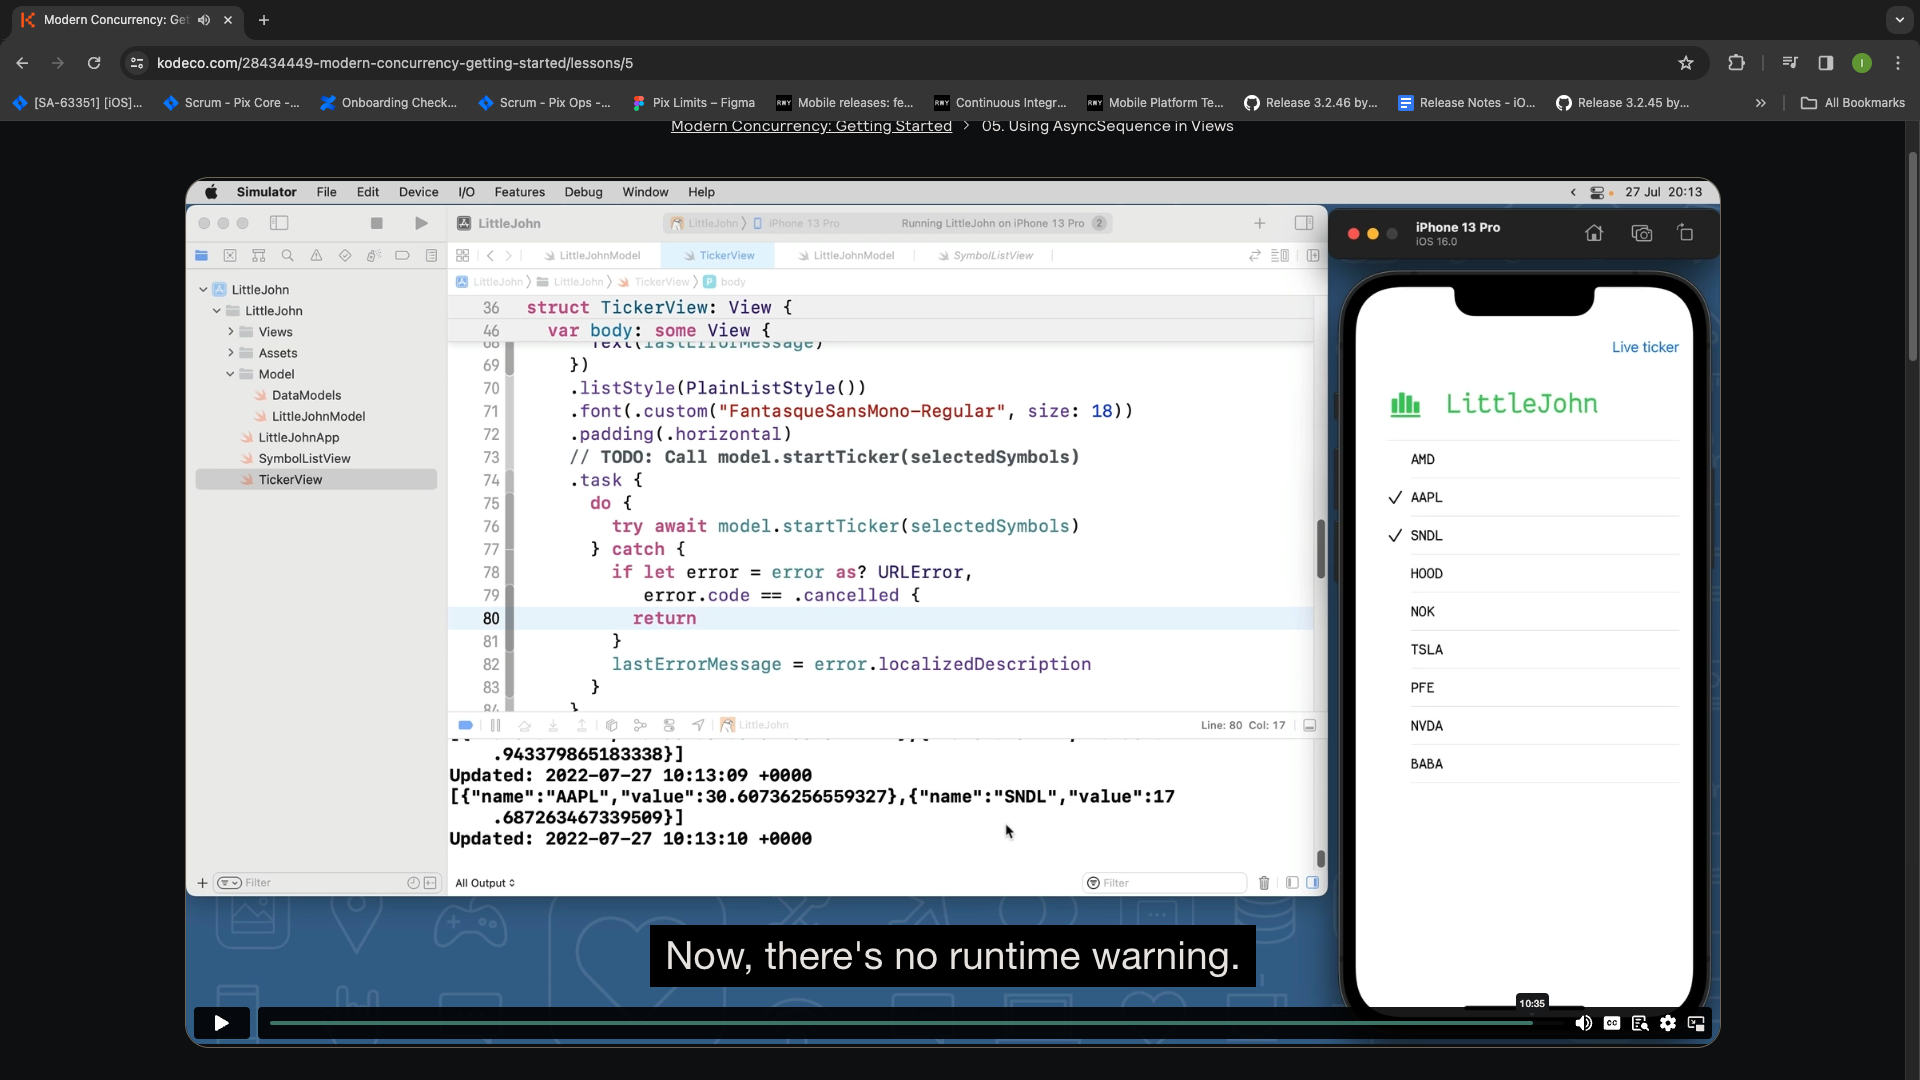 Modern Concurrency: Get
kodeco.com/28434449-modern-concurrency-getting-started/lessons/5
[SA-63351] [iOS]...
Scrum - Pix Core -...
Onboarding Check...
Scrum - Pix Ops -...
Pix Limits – Figma
RWY Mobile releases: fe...
RWY Continuous Integr...
RWY Mobile Platform Te...
Release 3.2.46 by...
Release Notes - iO...
Release 3.2.45 by...
All Bookmarks
Modern Concurrency: Getting Started > 05. Using AsyncSequence in Views
Simulator File Edit Device I/O Features Debug Window Help
27 Jul 20:13
LittleJohn
LittleJohn iPhone 13 Pro
Running LittleJohn on iPhone 13 Pro 2
LittleJohnModel
TickerView
LittleJohnModel
SymbolListView
LittleJohn LittleJohn TickerView P body
LittleJohn
LittleJohn
Views
Assets
Model
DataModels
LittleJohnModel
LittleJohnApp
SymbolListView
TickerView
Filter
36 struct TickerView: View {
46 var body: some View {
68 Text(lastErrorMessage)
69 })
70 .listStyle(PlainListStyle())
71 .font(.custom("FantasqueSansMono-Regular", size: 18))
72 .padding(.horizontal)
73 // TODO: Call model.startTicker(selectedSymbols)
74 .task {
75 do {
76 try await model.startTicker(selectedSymbols)
77 } catch {
78 if let error = error as? URLError,
79 error.code == .cancelled {
80 return
81 }
82 lastErrorMessage = error.localizedDescription
83 }
84 }
LittleJohn
Line: 80 Col: 17
.943379865183338}]
Updated: 2022-07-27 10:13:09 +0000
[{"name":"AAPL","value":30.60736256559327},{"name":"SNDL","value":17
.687263467339509}]
Updated: 2022-07-27 10:13:10 +0000
All Output
Filter
iPhone 13 Pro
iOS 16.0
Live ticker
LittleJohn
AMD
✓ AAPL
✓ SNDL
HOOD
NOK
TSLA
PFE
NVDA
BABA
Now, there's no runtime warning.
10:35
CC